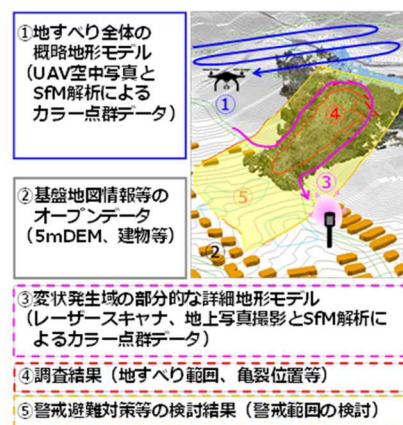 ①地すべり全体の
概略地形モデル
(UAV空中写真と
SfM解析による
カラー点群データ)
②基盤地図情報等の
オープンデータ
(5mDEM、建物等)
①
④
③
⑤
②
③変状発生域の部分的な詳細地形モデル
(レーザースキャナ、地上写真撮影とSfM解析に
よるカラー点群データ)
④調査結果(地すべり範囲、亀裂位置等)
⑤警戒避難対策等の検討結果(警戒範囲の検討)